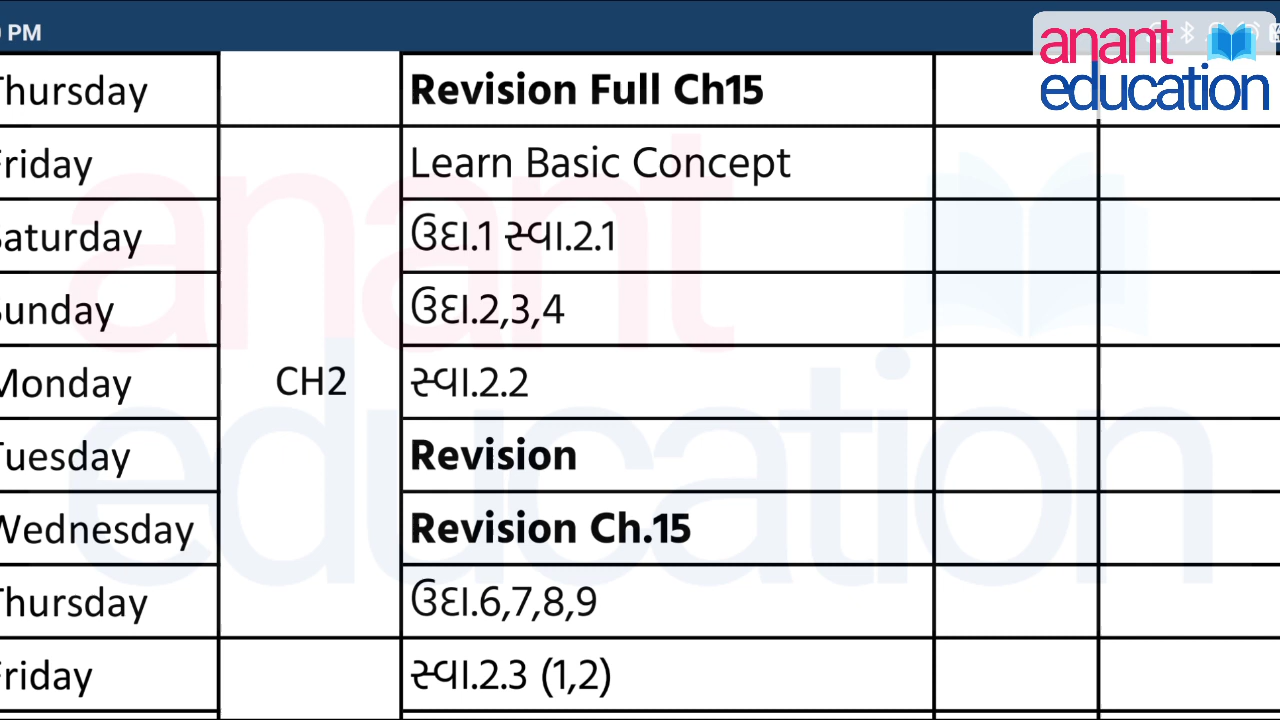 PM
anant
education
Thursday Revision Full Ch15
Friday Learn Basic Concept
Saturday ઉદા.1 સ્વા.2.1
Sunday ઉદા.2,3,4
Monday CH2 સ્વા.2.2
Tuesday Revision
Wednesday Revision Ch.15
Thursday ઉદા.6,7,8,9
Friday સ્વા.2.3 (1,2)
anant
education